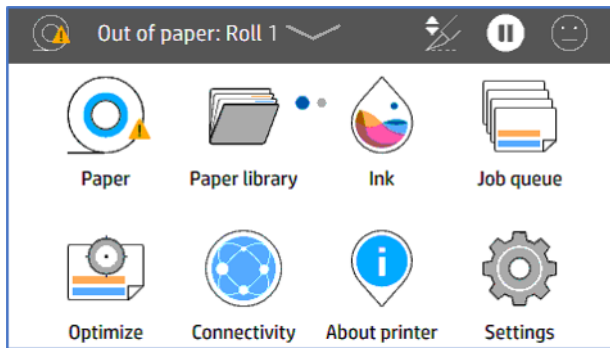 Out of paper: Roll 1
Paper
Paper library
Ink
Job queue
Optimize
Connectivity
About printer
Settings